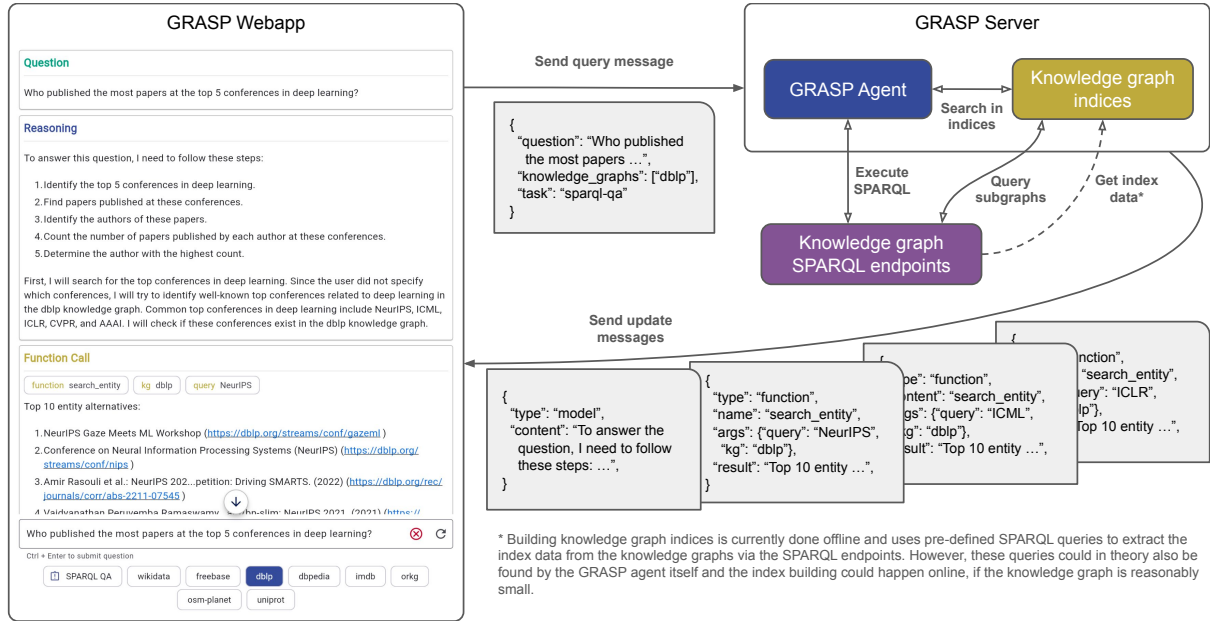 GRASP Webapp
Question
Who published the most papers at the top 5 conferences in deep learning?
Reasoning
To answer this question, I need to follow these steps:
1. Identify the top 5 conferences in deep learning.
2. Find papers published at these conferences.
3. Identify the authors of these papers.
4. Count the number of papers published by each author at these conferences.
5. Determine the author with the highest count.
First, I will search for the top conferences in deep learning. Since the user did not specify
which conferences, I will try to identify well-known top conferences related to deep learning in
the dblp knowledge graph. Common top conferences in deep learning include NeurIPS, ICML,
ICLR, CVPR, and AAAI. I will check if these conferences exist in the dblp knowledge graph.
Function Call
function search_entity kg dblp query NeurIPS
Top 10 entity alternatives:
1. NeurIPS Gaze Meets ML Workshop (https://dblp.org/streams/conf/gazeml )
2. Conference on Neural Information Processing Systems (NeurIPS) (https://dblp.org/
streams/conf/nips )
3. Amir Rasouli et al.: NeurIPS 202...petition: Driving SMARTS. (2022) (https://dblp.org/rec/
journals/corr/abs-2211-07545 )
4. Vaidyanathan Peruvemba Ramaswamy, NeurIPS 2021. (2021) (https://
Who published the most papers at the top 5 conferences in deep learning?
Ctrl + Enter to submit question
SPARQL QA wikidata freebase dblp dbpedia imdb orkg
osm-planet uniprot
Send query message
{
"question": "Who published
the most papers …",
"knowledge_graphs": ["dblp"],
"task": "sparql-qa"
}
GRASP Server
GRASP Agent
Knowledge graph
indices
Search in
indices
Execute
SPARQL
Query
subgraphs
Get index
data*
Knowledge graph
SPARQL endpoints
Send update
messages
{
"type": "model",
"content": "To answer the
question, I need to follow
these steps: …",
}
{
"type": "function",
"name": "search_entity",
"args": {"query": "NeurIPS",
"kg": "dblp"},
"result": "Top 10 entity …",
}
{
pe": "function",
ontent": "search_entity",
gs": {"query": "ICML",
kg": "dblp"},
sult": "Top 10 entity …",
{
nction",
"search_entity",
uery": "ICLR",
lp"},
Top 10 entity …",
* Building knowledge graph indices is currently done offline and uses pre-defined SPARQL queries to extract the
index data from the knowledge graphs via the SPARQL endpoints. However, these queries could in theory also be
found by the GRASP agent itself and the index building could happen online, if the knowledge graph is reasonably
small.